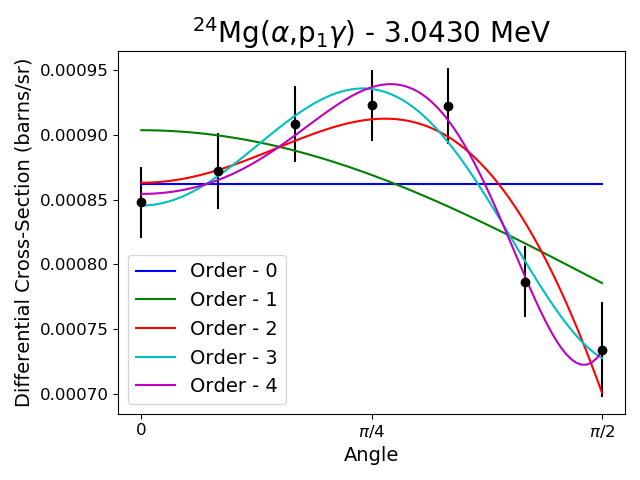 ²⁴Mg(α,p₁γ) - 3.0430 MeV
Differential Cross-Section (barns/sr)
0.00095
0.00090
0.00085
0.00080
0.00075
0.00070
Order - 0
Order - 1
Order - 2
Order - 3
Order - 4
0
π/4
π/2
Angle